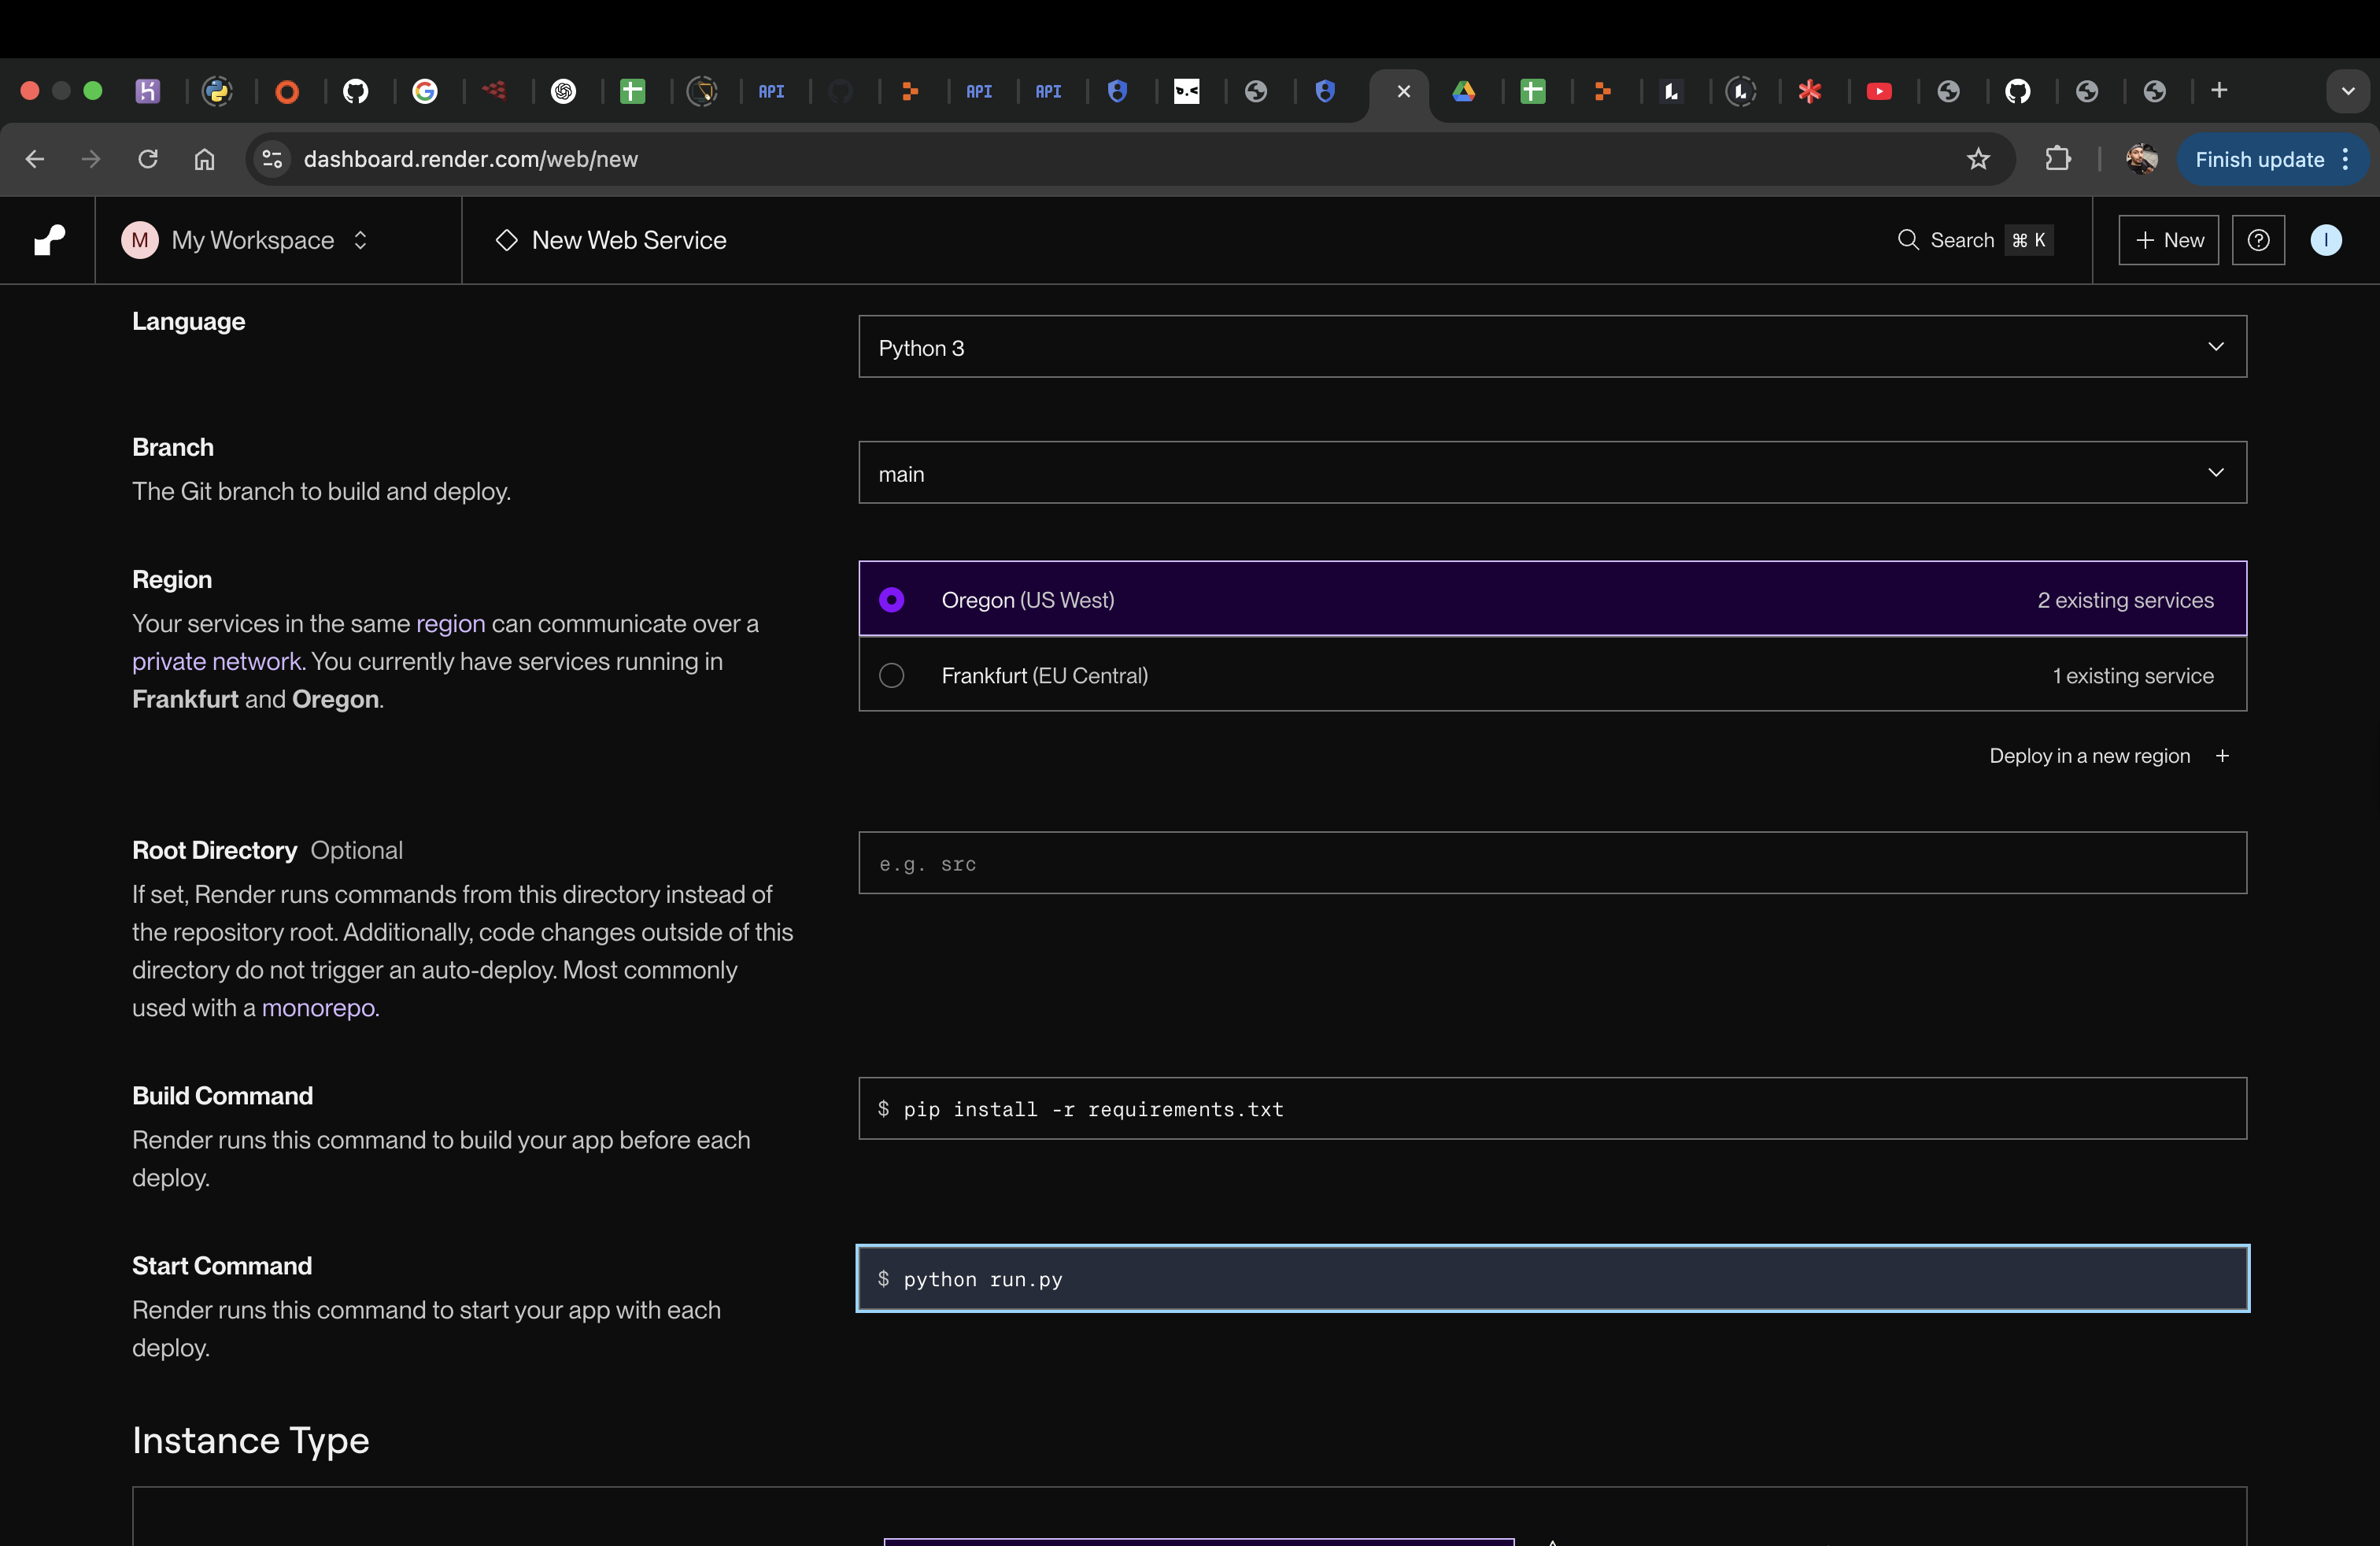 API
API
API
dashboard.render.com/web/new
Finish update
M My Workspace
New Web Service
Search ⌘ K
+ New
I
Language
Python 3
Branch
The Git branch to build and deploy.
main
Region
Your services in the same region can communicate over a
private network. You currently have services running in
Frankfurt and Oregon.
Oregon (US West) 2 existing services
Frankfurt (EU Central) 1 existing service
Deploy in a new region +
Root Directory Optional
If set, Render runs commands from this directory instead of
the repository root. Additionally, code changes outside of this
directory do not trigger an auto-deploy. Most commonly
used with a monorepo.
e.g. src
Build Command
Render runs this command to build your app before each
deploy.
$ pip install -r requirements.txt
Start Command
Render runs this command to start your app with each
deploy.
$ python run.py
Instance Type